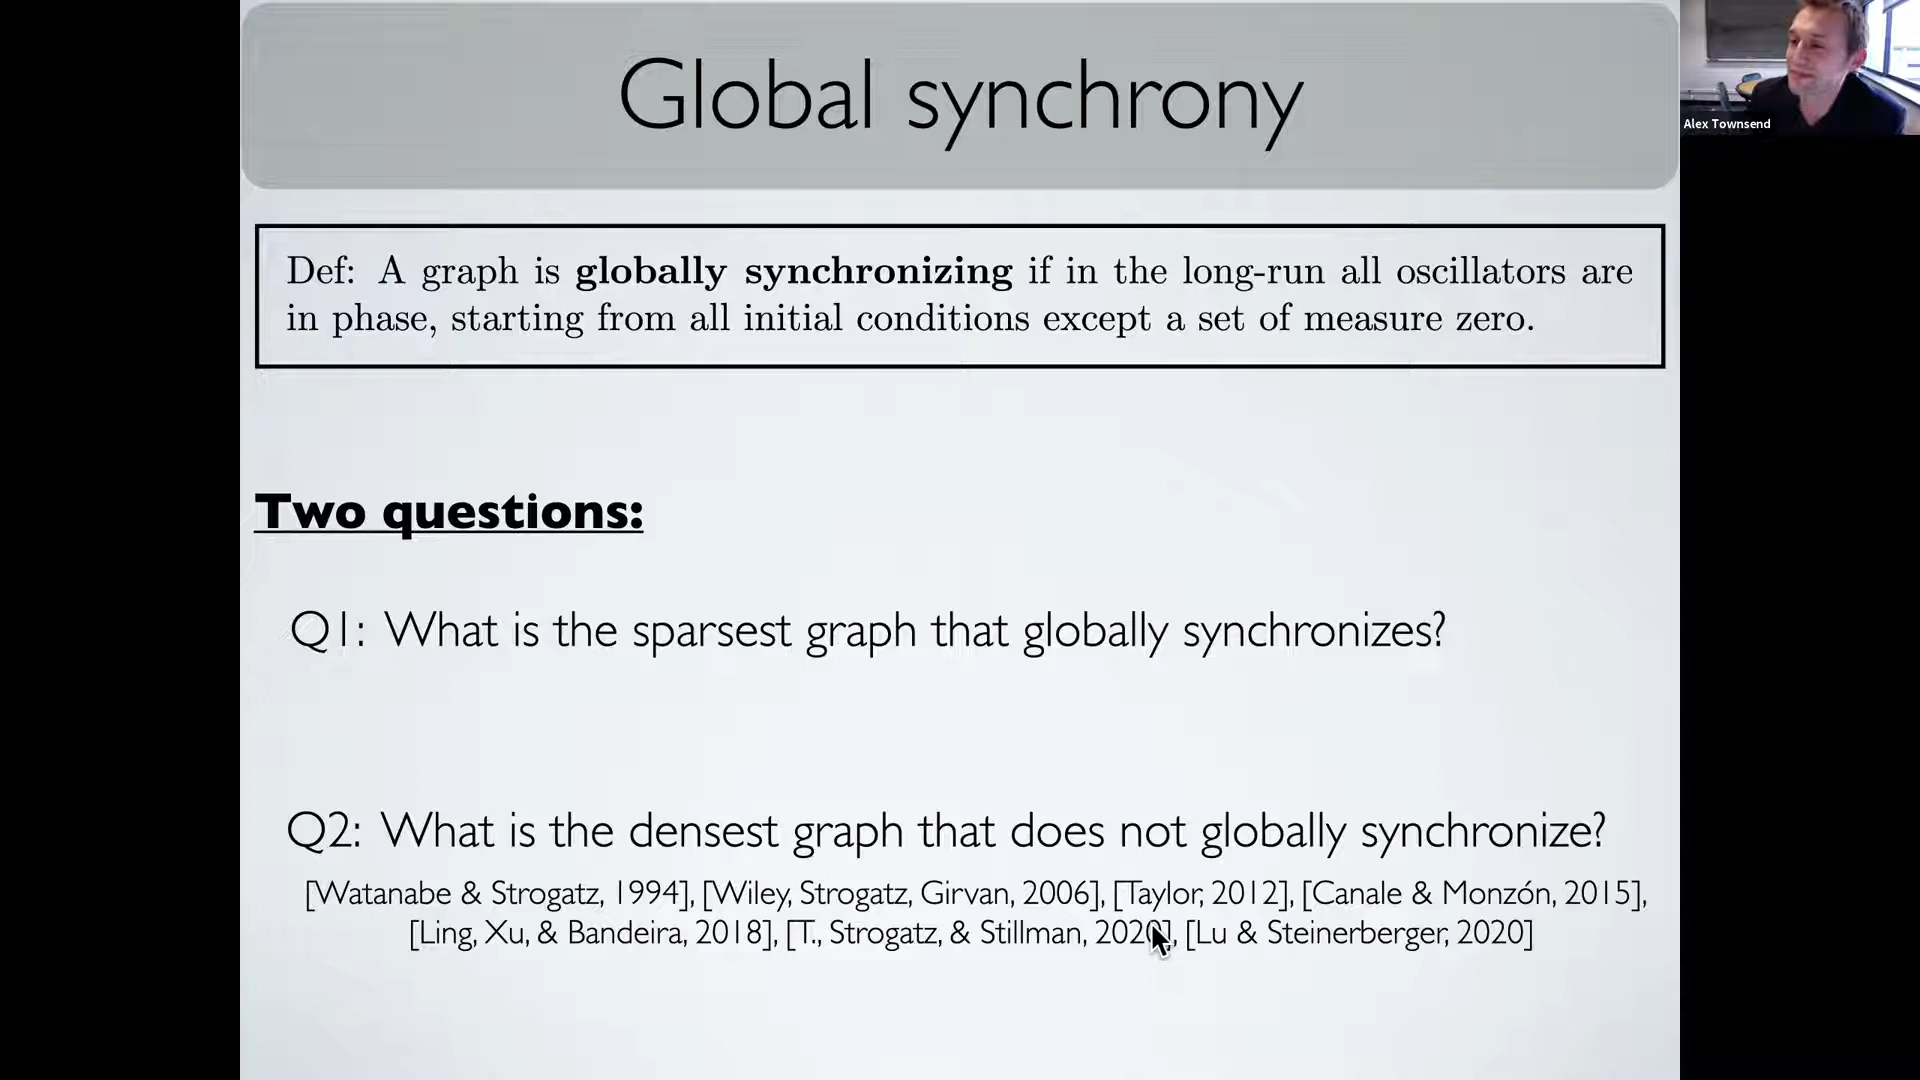 Global synchrony
Alex Townsend
Def: A graph is globally synchronizing if in the long-run all oscillators are
in phase, starting from all initial conditions except a set of measure zero.
Two questions:
Q1: What is the sparsest graph that globally synchronizes?
Q2: What is the densest graph that does not globally synchronize?
[Watanabe & Strogatz, 1994], [Wiley, Strogatz, Girvan, 2006], [Taylor, 2012], [Canale & Monzón, 2015],
[Ling, Xu, & Bandeira, 2018], [T., Strogatz, & Stillman, 2020], [Lu & Steinerberger, 2020]